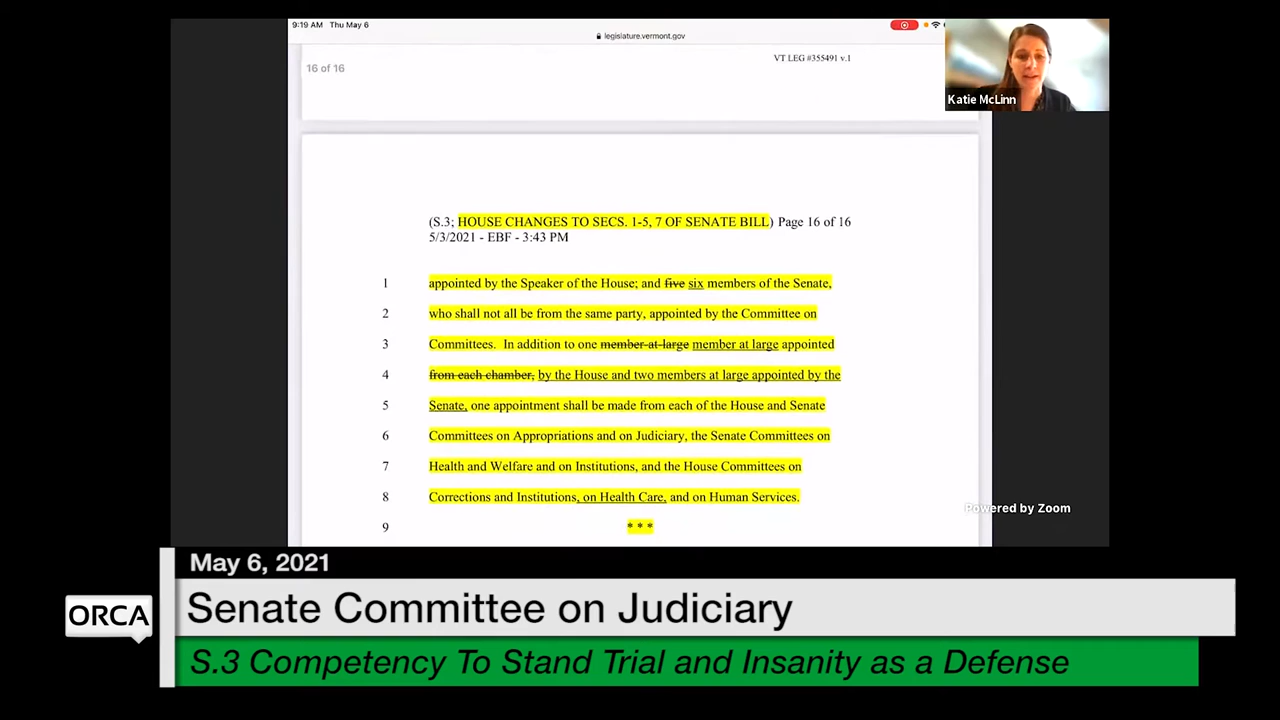 9:19 AM Thu May 6
legislature.vermont.gov
16 of 16
VT LEG #355491 v.1
Katie McLinn
(S.3; HOUSE CHANGES TO SECS. 1-5, 7 OF SENATE BILL) Page 16 of 16
5/3/2021 - EBF - 3:43 PM
1 appointed by the Speaker of the House; and five six members of the Senate,
2 who shall not all be from the same party, appointed by the Committee on
3 Committees. In addition to one member-at-large member at large appointed
4 from each chamber, by the House and two members at large appointed by the
5 Senate, one appointment shall be made from each of the House and Senate
6 Committees on Appropriations and on Judiciary, the Senate Committees on
7 Health and Welfare and on Institutions, and the House Committees on
8 Corrections and Institutions, on Health Care, and on Human Services.
9 * * *
Powered by Zoom
May 6, 2021
ORCA
Senate Committee on Judiciary
S.3 Competency To Stand Trial and Insanity as a Defense